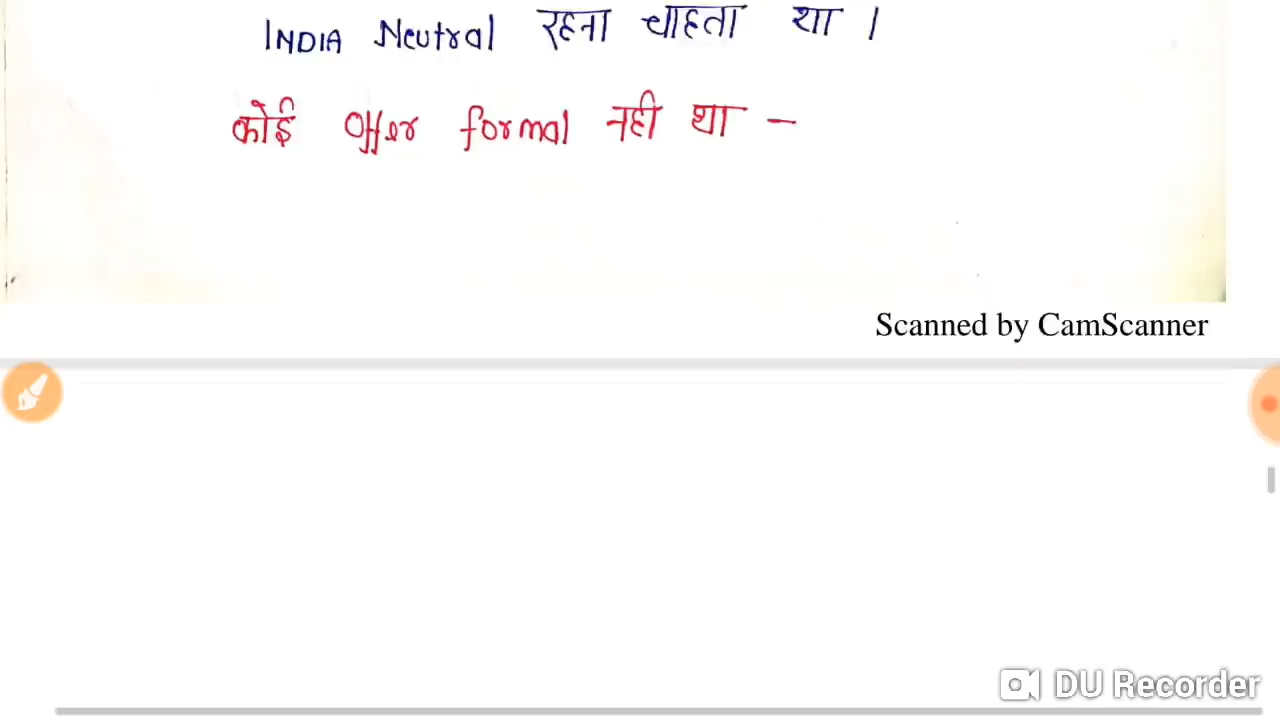 INDIA Neutral रहना चाहता था ।
कोई offer formal नही था -
Scanned by CamScanner
DU Recorder